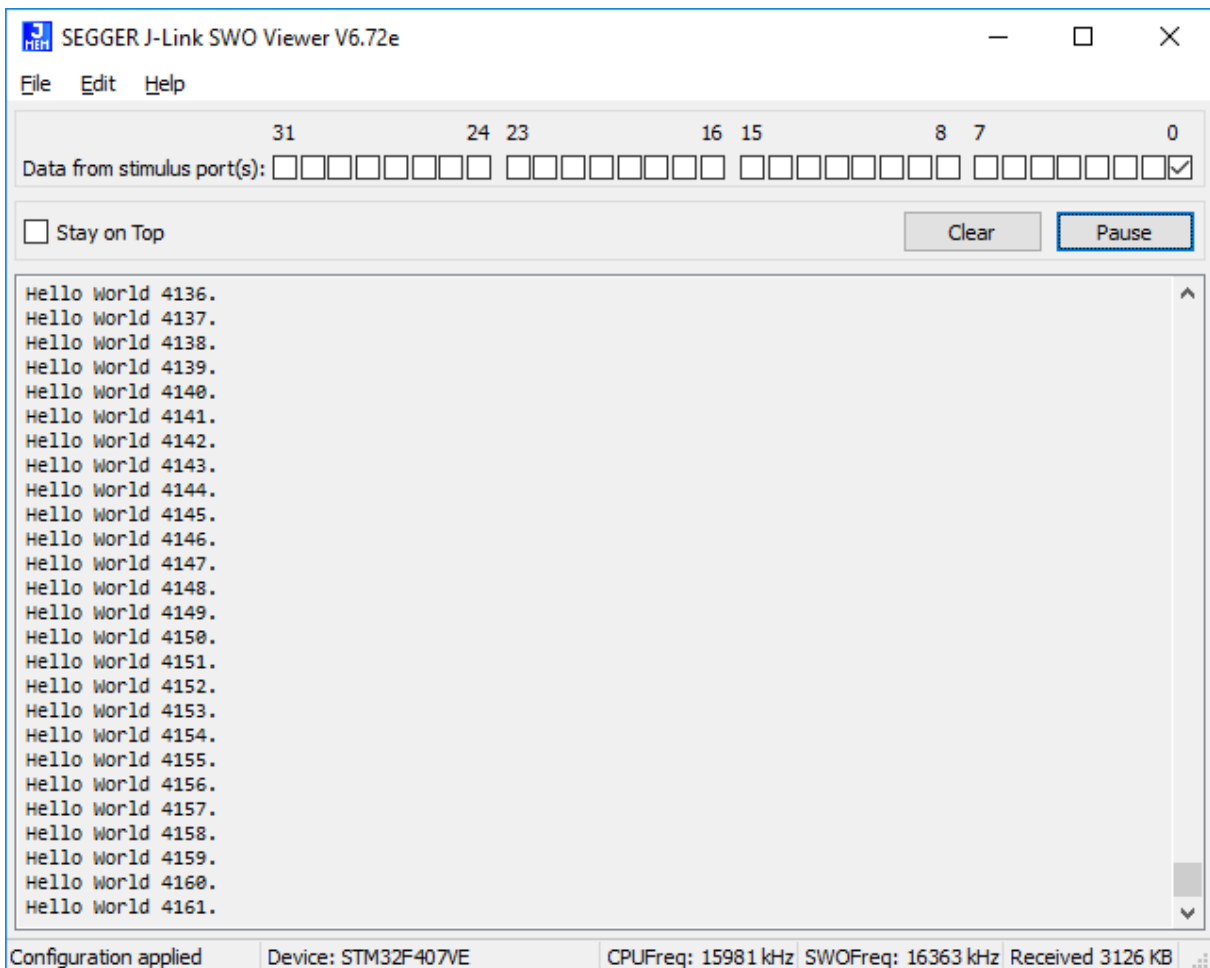 J
MEM
SEGGER J-Link SWO Viewer V6.72e
File Edit Help
31 24 23 16 15 8 7 0
Data from stimulus port(s):
Stay on Top Clear Pause
Hello World 4136.
Hello World 4137.
Hello World 4138.
Hello World 4139.
Hello World 4140.
Hello World 4141.
Hello World 4142.
Hello World 4143.
Hello World 4144.
Hello World 4145.
Hello World 4146.
Hello World 4147.
Hello World 4148.
Hello World 4149.
Hello World 4150.
Hello World 4151.
Hello World 4152.
Hello World 4153.
Hello World 4154.
Hello World 4155.
Hello World 4156.
Hello World 4157.
Hello World 4158.
Hello World 4159.
Hello World 4160.
Hello World 4161.
Configuration applied Device: STM32F407VE CPUFreq: 15981 kHz SWOFreq: 16363 kHz Received 3126 KB